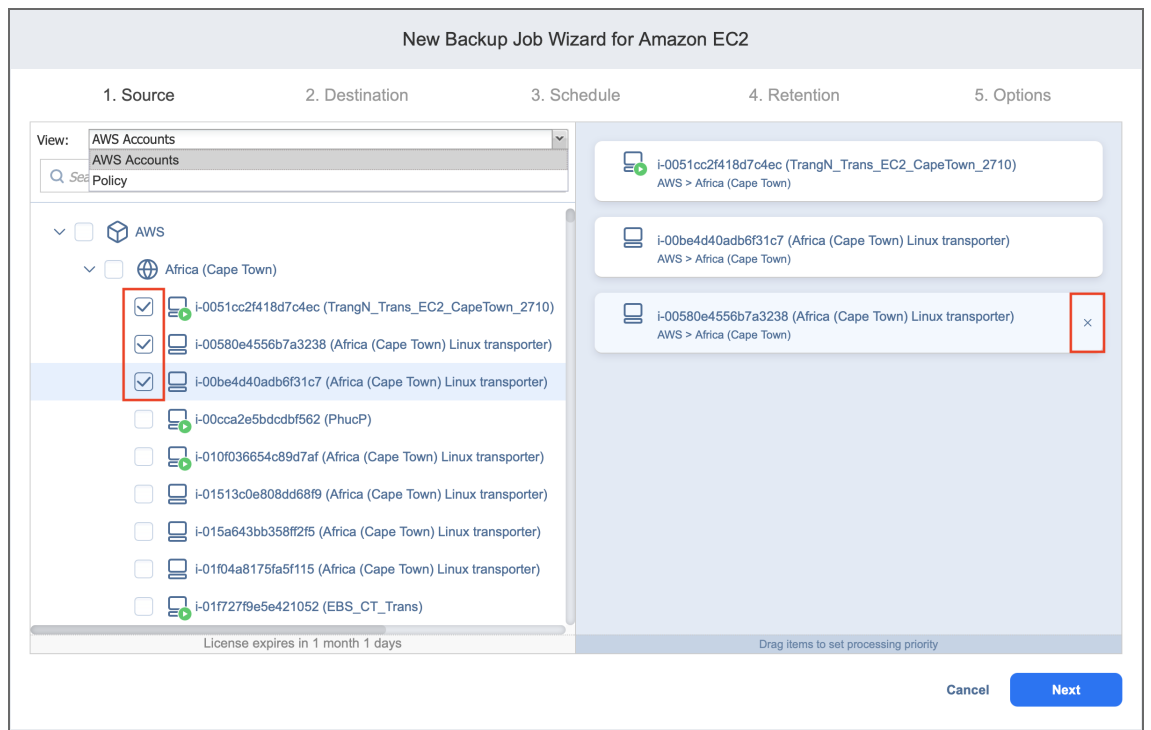 New Backup Job Wizard for Amazon EC2
1. Source
2. Destination
3. Schedule
4. Retention
5. Options
View:
AWS Accounts
AWS Accounts
Policy
AWS
Africa (Cape Town)
i-0051cc2f418d7c4ec (TrangN_Trans_EC2_CapeTown_2710)
i-00580e4556b7a3238 (Africa (Cape Town) Linux transporter)
i-00be4d40adb6f31c7 (Africa (Cape Town) Linux transporter)
i-00cca2e5bdcdbf562 (PhucP)
i-010f036654c89d7af (Africa (Cape Town) Linux transporter)
i-01513c0e808dd68f9 (Africa (Cape Town) Linux transporter)
i-015a643bb358ff2f5 (Africa (Cape Town) Linux transporter)
i-01f04a8175fa5f115 (Africa (Cape Town) Linux transporter)
i-01f727f9e5e421052 (EBS_CT_Trans)
License expires in 1 month 1 days
i-0051cc2f418d7c4ec (TrangN_Trans_EC2_CapeTown_2710)
AWS > Africa (Cape Town)
i-00be4d40adb6f31c7 (Africa (Cape Town) Linux transporter)
AWS > Africa (Cape Town)
i-00580e4556b7a3238 (Africa (Cape Town) Linux transporter)
AWS > Africa (Cape Town)
Drag items to set processing priority
Cancel
Next